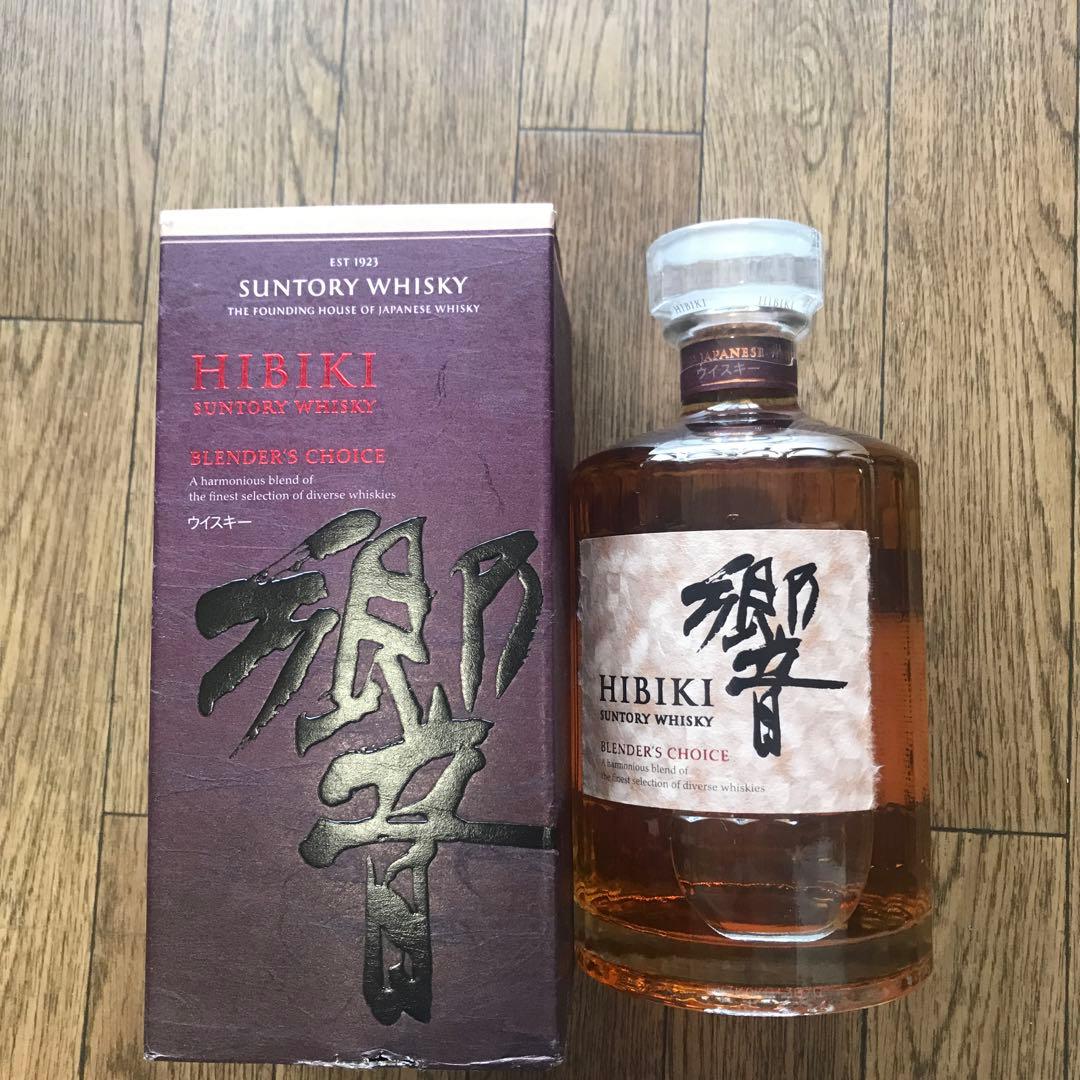 EST 1923
SUNTORY WHISKY
THE FOUNDING HOUSE OF JAPANESE WHISKY
HIBIKI
SUNTORY WHISKY
BLENDER'S CHOICE
A harmonious blend of
the finest selection of diverse whiskies
ウイスキー
響
HIBIKI HIBIKI
JAPANESE
ウイスキー
響
HIBIKI
SUNTORY WHISKY
BLENDER'S CHOICE
A harmonious blend of
the finest selection of diverse whiskies